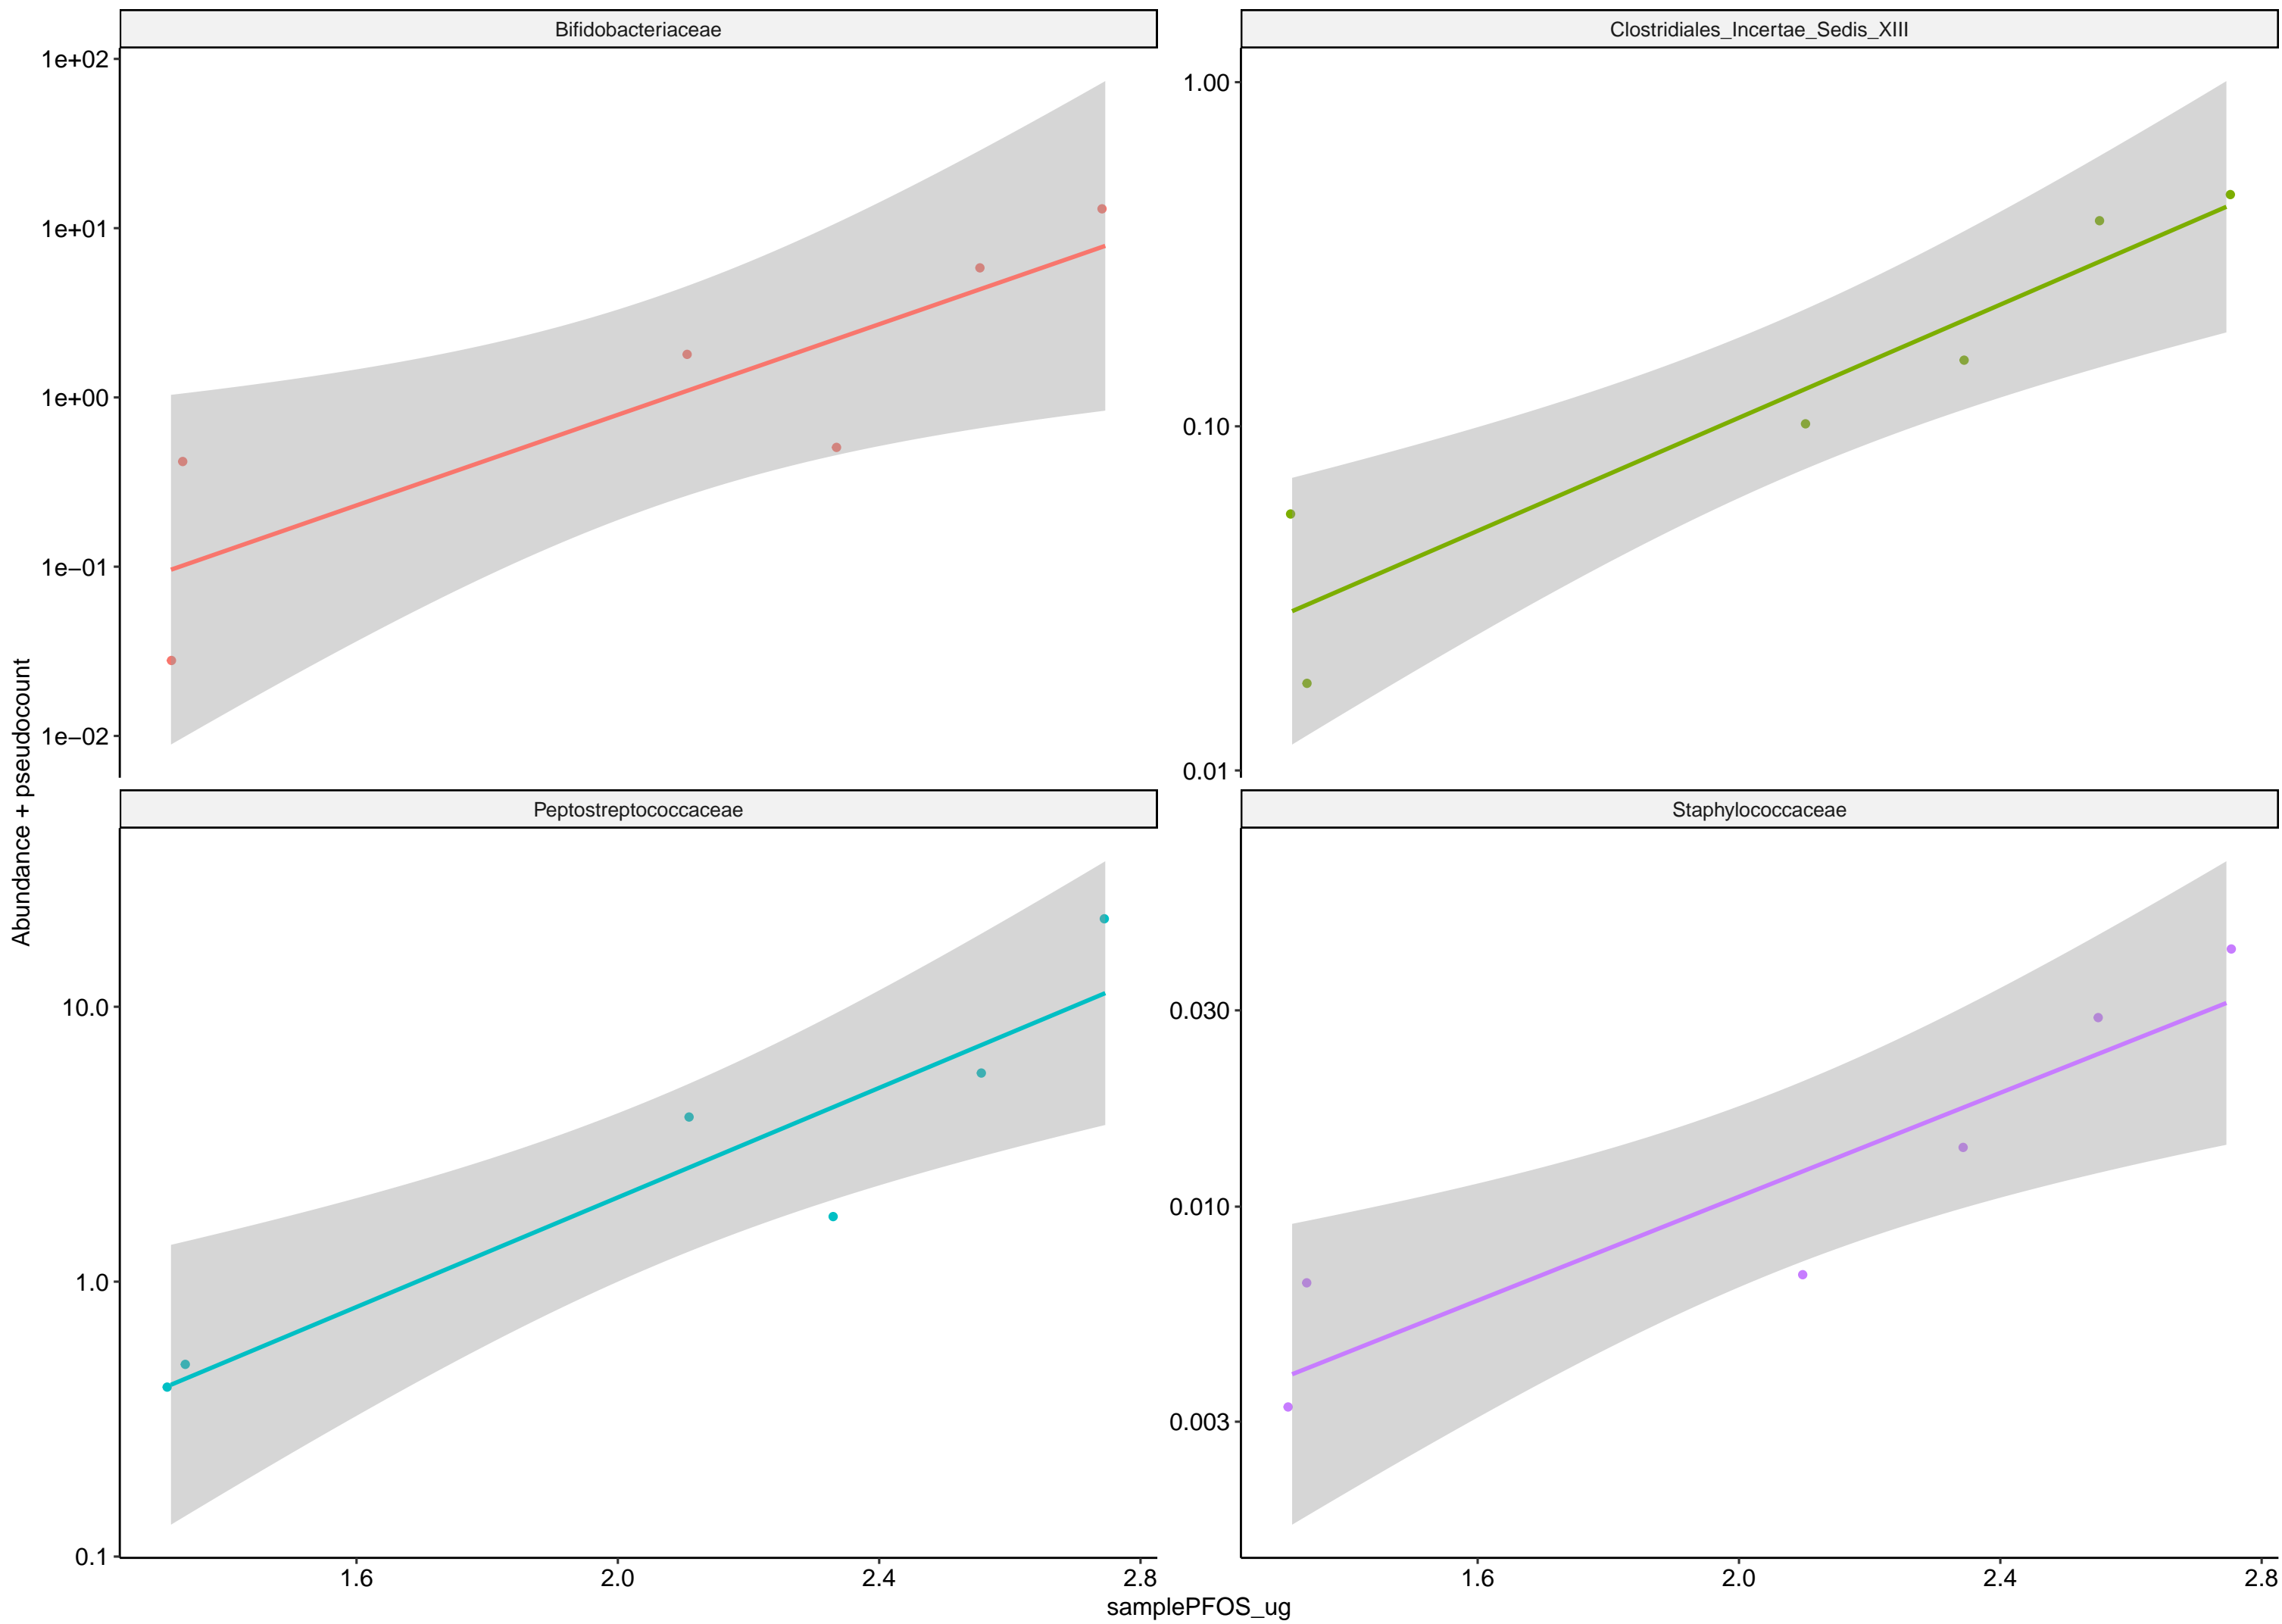 Bifidobacteriaceae
Clostridiales_Incertae_Sedis_XIII
1e+02
1e+01
1e+00
1e−01
1e−02
1.00
0.10
0.01
Abundance + pseudocount
Peptostreptococcaceae
Staphylococcaceae
10.0
1.0
0.1
0.030
0.010
0.003
1.6 2.0 2.4 2.8
1.6 2.0 2.4 2.8
samplePFOS_ug